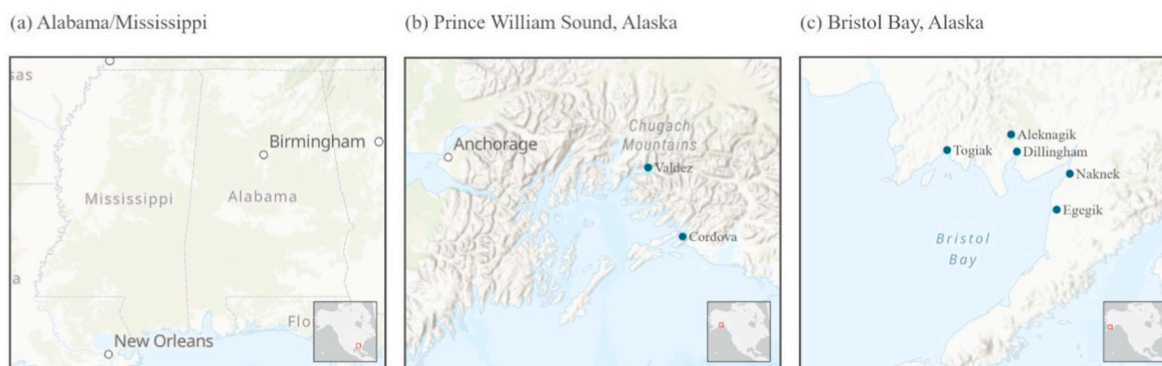 (a) Alabama/Mississippi
(b) Prince William Sound, Alaska
(c) Bristol Bay, Alaska
sas
Birmingham
Mississippi
Alabama
a
Flo
New Orleans
Chugach
Mountains
Anchorage
Valdez
Cordova
Aleknagik
Togiak
Dillingham
Naknek
Egegik
Bristol
Bay